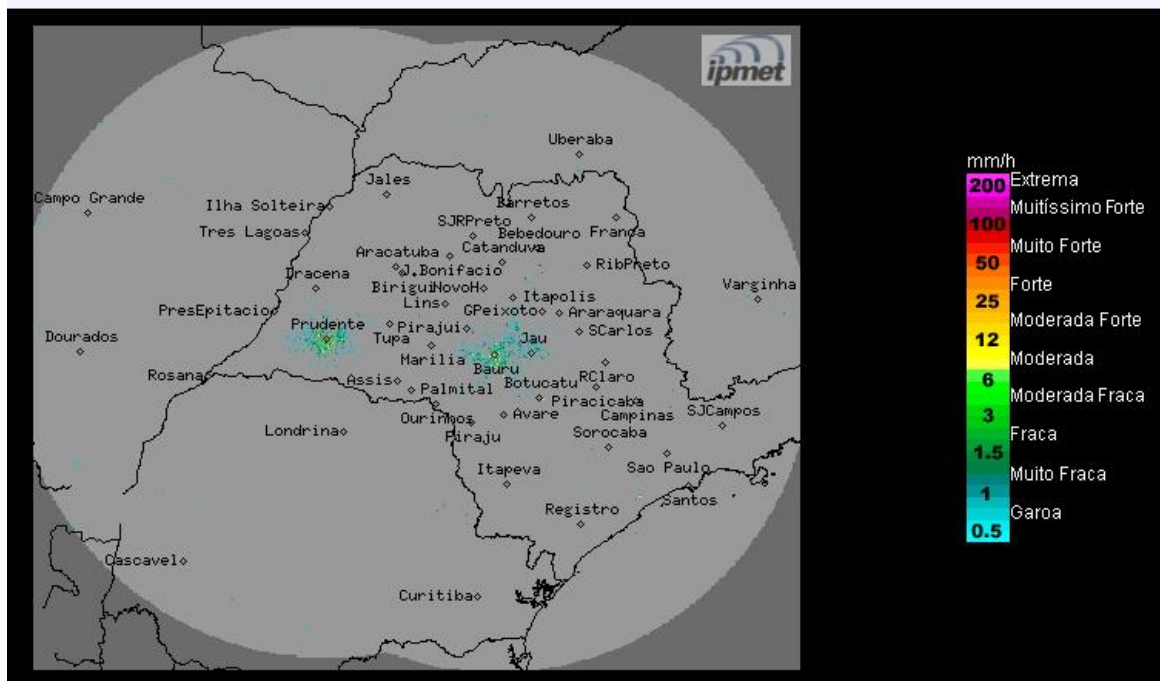 ipmet
Uberaba
Jales
Campo Grande
Ilha Solteira
Barretos
SJRPreto
Tres Lagoas
Bebedouro Franca
Catanduva
Aracatuba
J.Bonifacio
RibPreto
Dracena
Birigui
NovoH
Varginha
Lins
Itapolis
PresEpitacio
GPeixoto
Araraquara
Prudente
Pirajui
SCarlos
Dourados
Tupa
Jau
Marilia
Bauru
Rosana
Assis
Botucatu
RClaro
Palmital
Piracicaba
Ourinhos
Avare
Campinas
SJCampos
Londrina
Piraju
Sorocaba
Itapeva
Sao Paulo
Santos
Registro
Cascavel
Curitiba
mm/h
200 Extrema
Muitíssimo Forte
100
Muito Forte
50
Forte
25
Moderada Forte
12
Moderada
6
Moderada Fraca
3
Fraca
1.5
Muito Fraca
1
Garoa
0.5